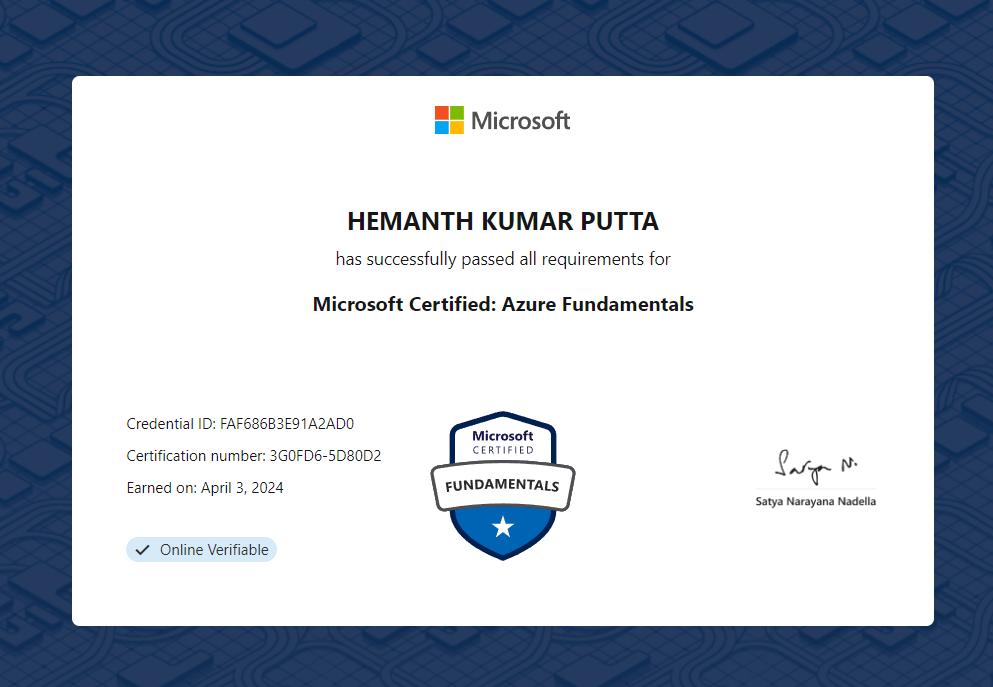 Microsoft
HEMANTH KUMAR PUTTA
has successfully passed all requirements for
Microsoft Certified: Azure Fundamentals
Credential ID: FAF686B3E91A2AD0
Certification number: 3G0FD6-5D80D2
Earned on: April 3, 2024
Online Verifiable
Microsoft
CERTIFIED
FUNDAMENTALS
Satya N.
Satya Narayana Nadella